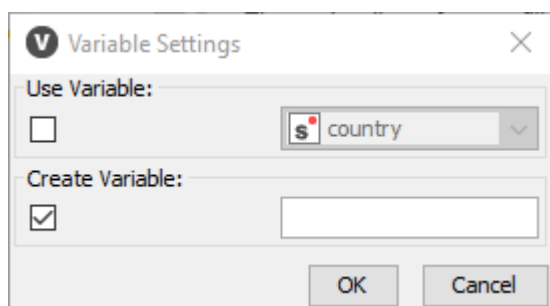 V Variable Settings
Use Variable:
s country
Create Variable:
OK Cancel